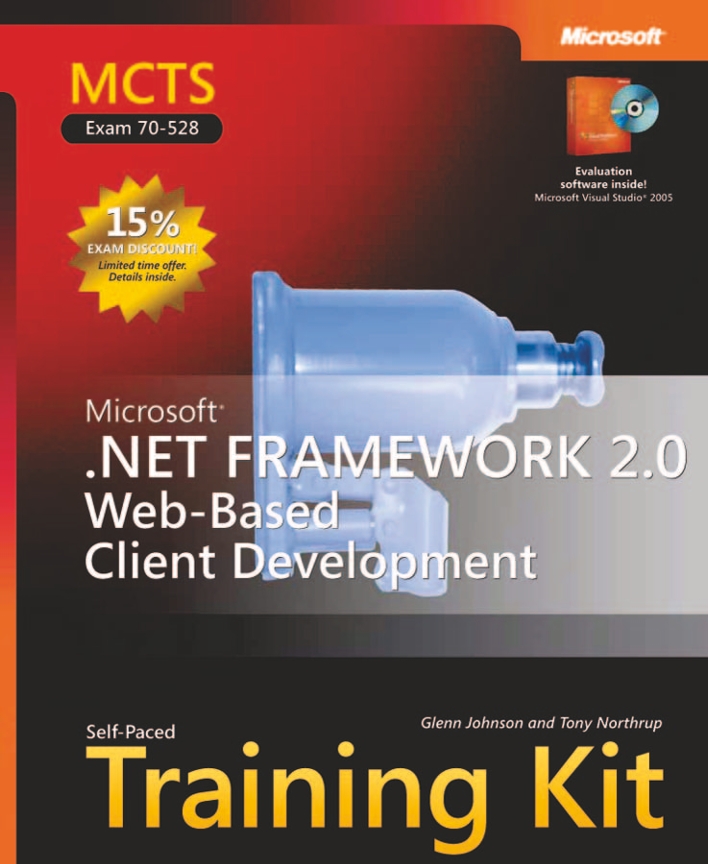 Microsoft
MCTS
Exam 70-528
Evaluation
software inside!
Microsoft Visual Studio® 2005
15%
EXAM DISCOUNT!
Limited time offer.
Details inside.
Microsoft®
.NET FRAMEWORK 2.0
Web-Based
Client Development
Glenn Johnson and Tony Northrup
Self-Paced
Training Kit